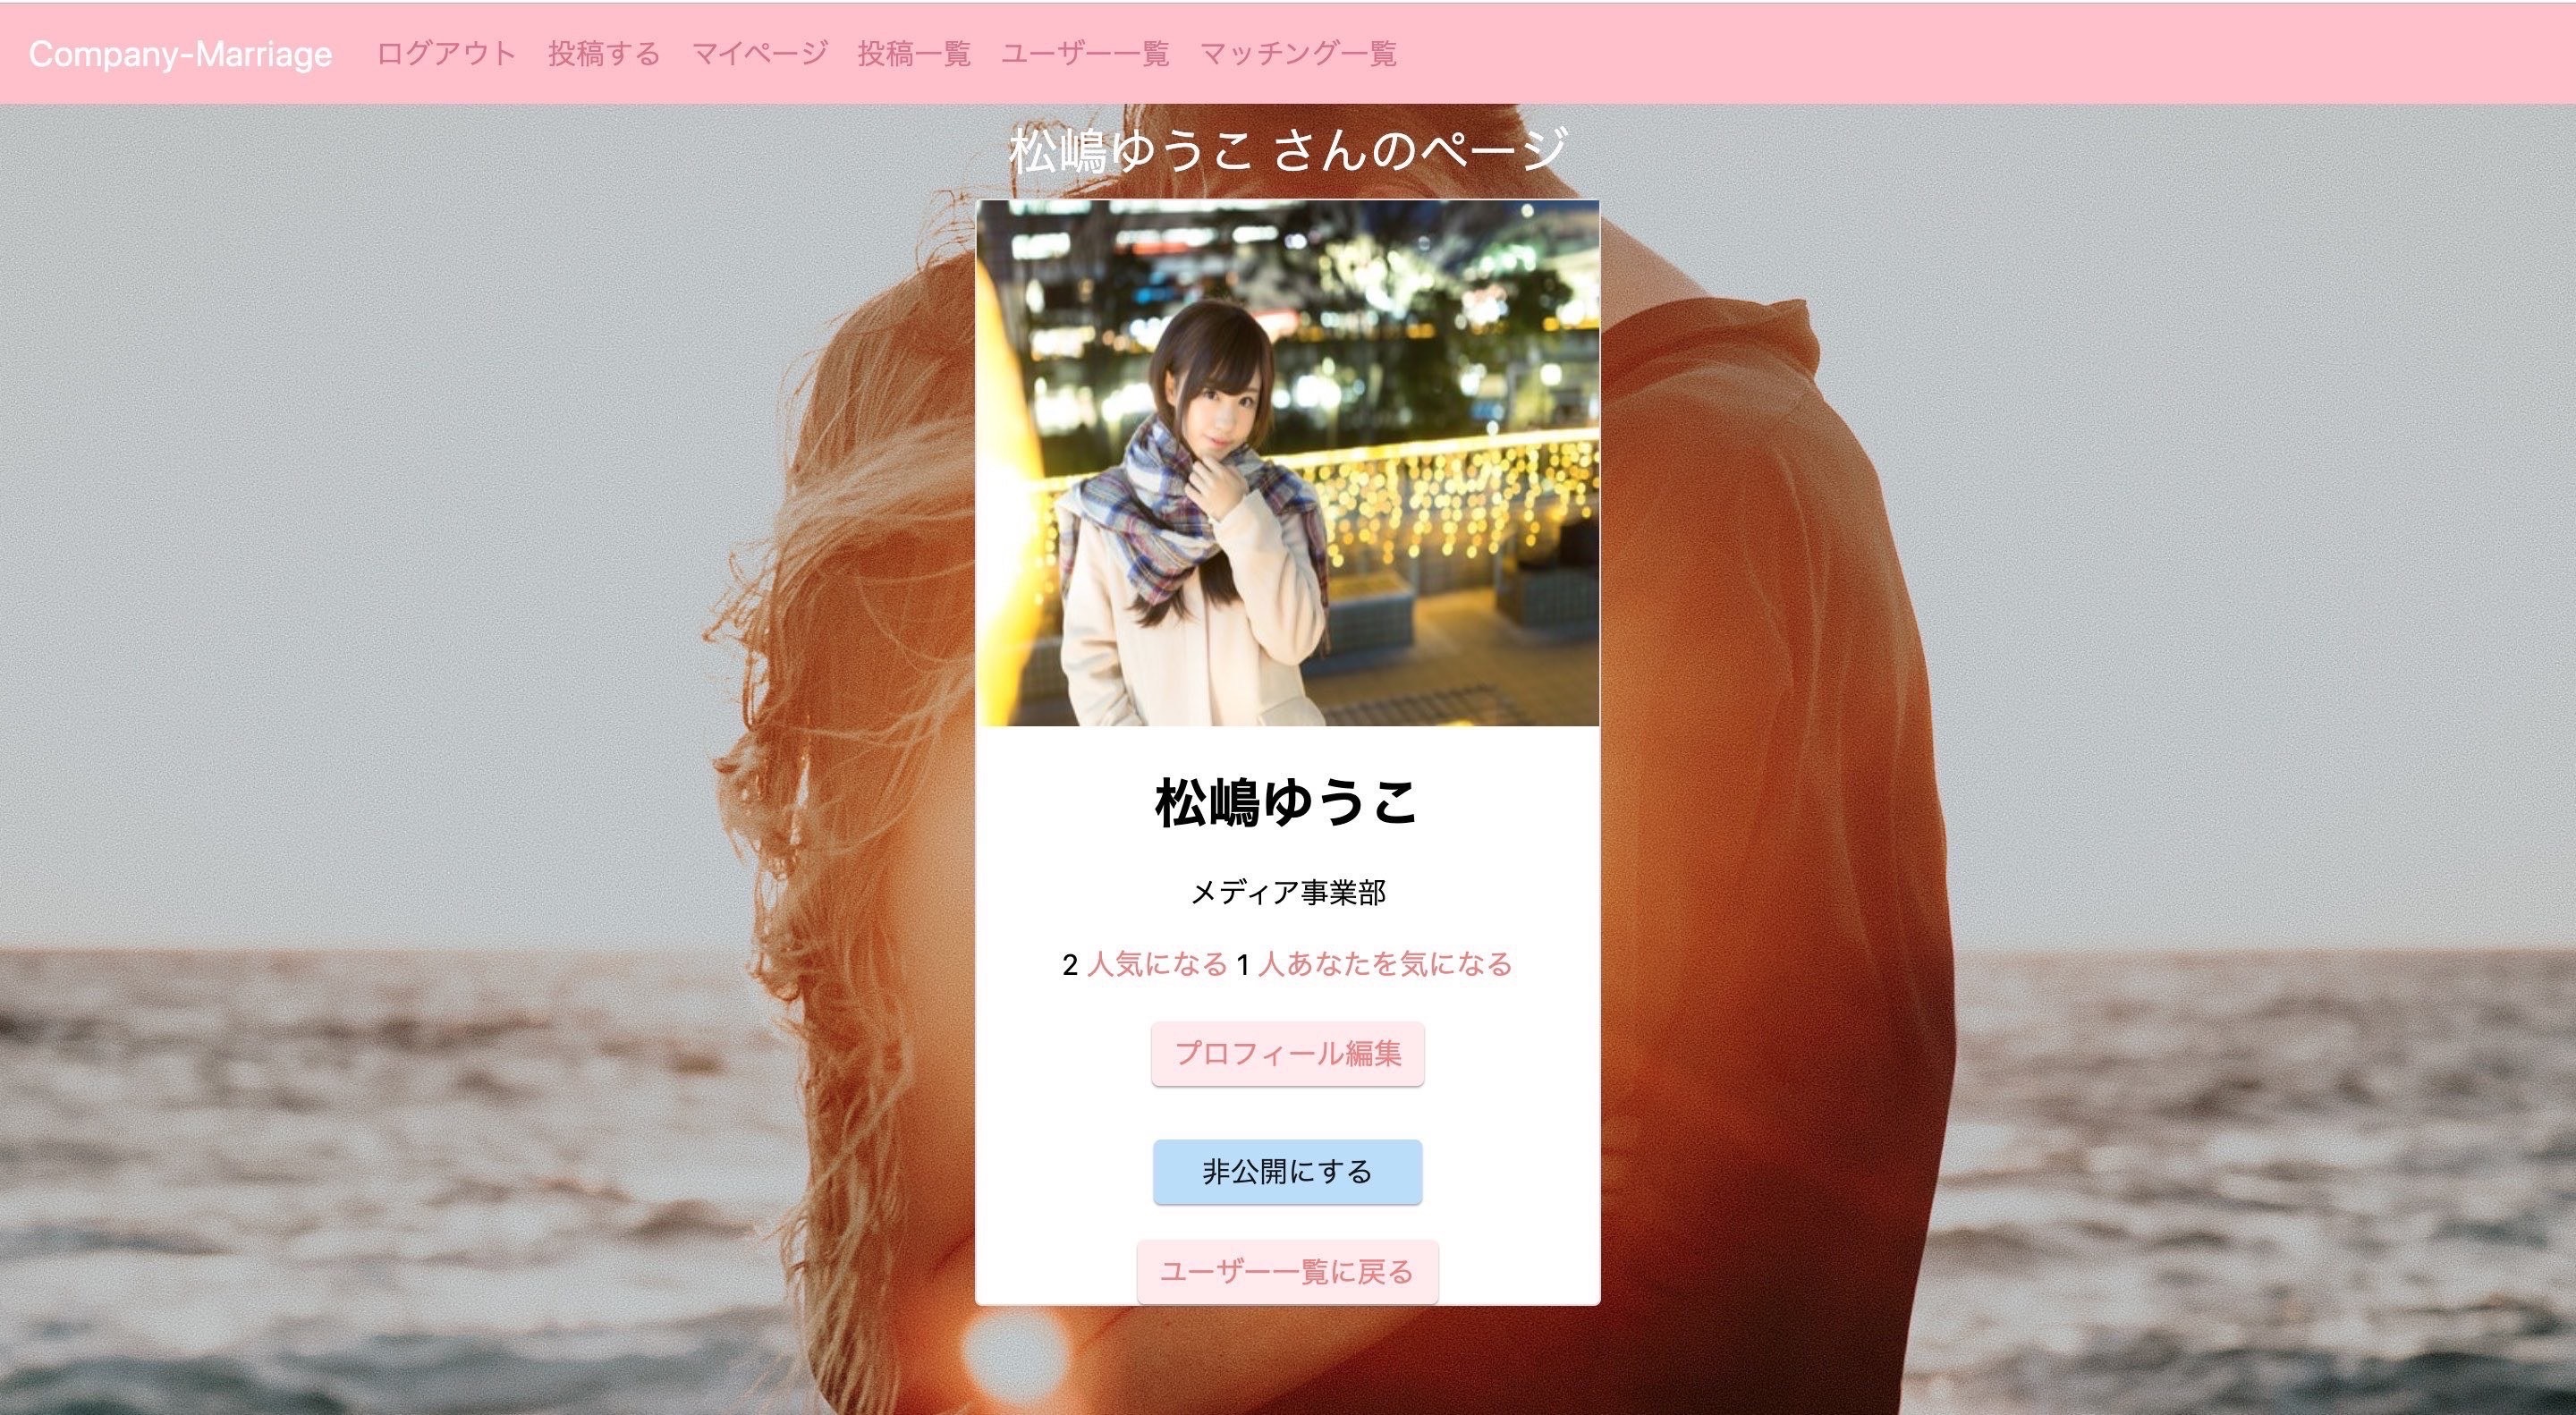 Company-Marriage ログアウト 投稿する マイページ 投稿一覧 ユーザー一覧 マッチング一覧
松嶋ゆうこ さんのページ
松嶋ゆうこ
メディア事業部
2 人気になる 1 人あなたを気になる
プロフィール編集
非公開にする
ユーザー一覧に戻る